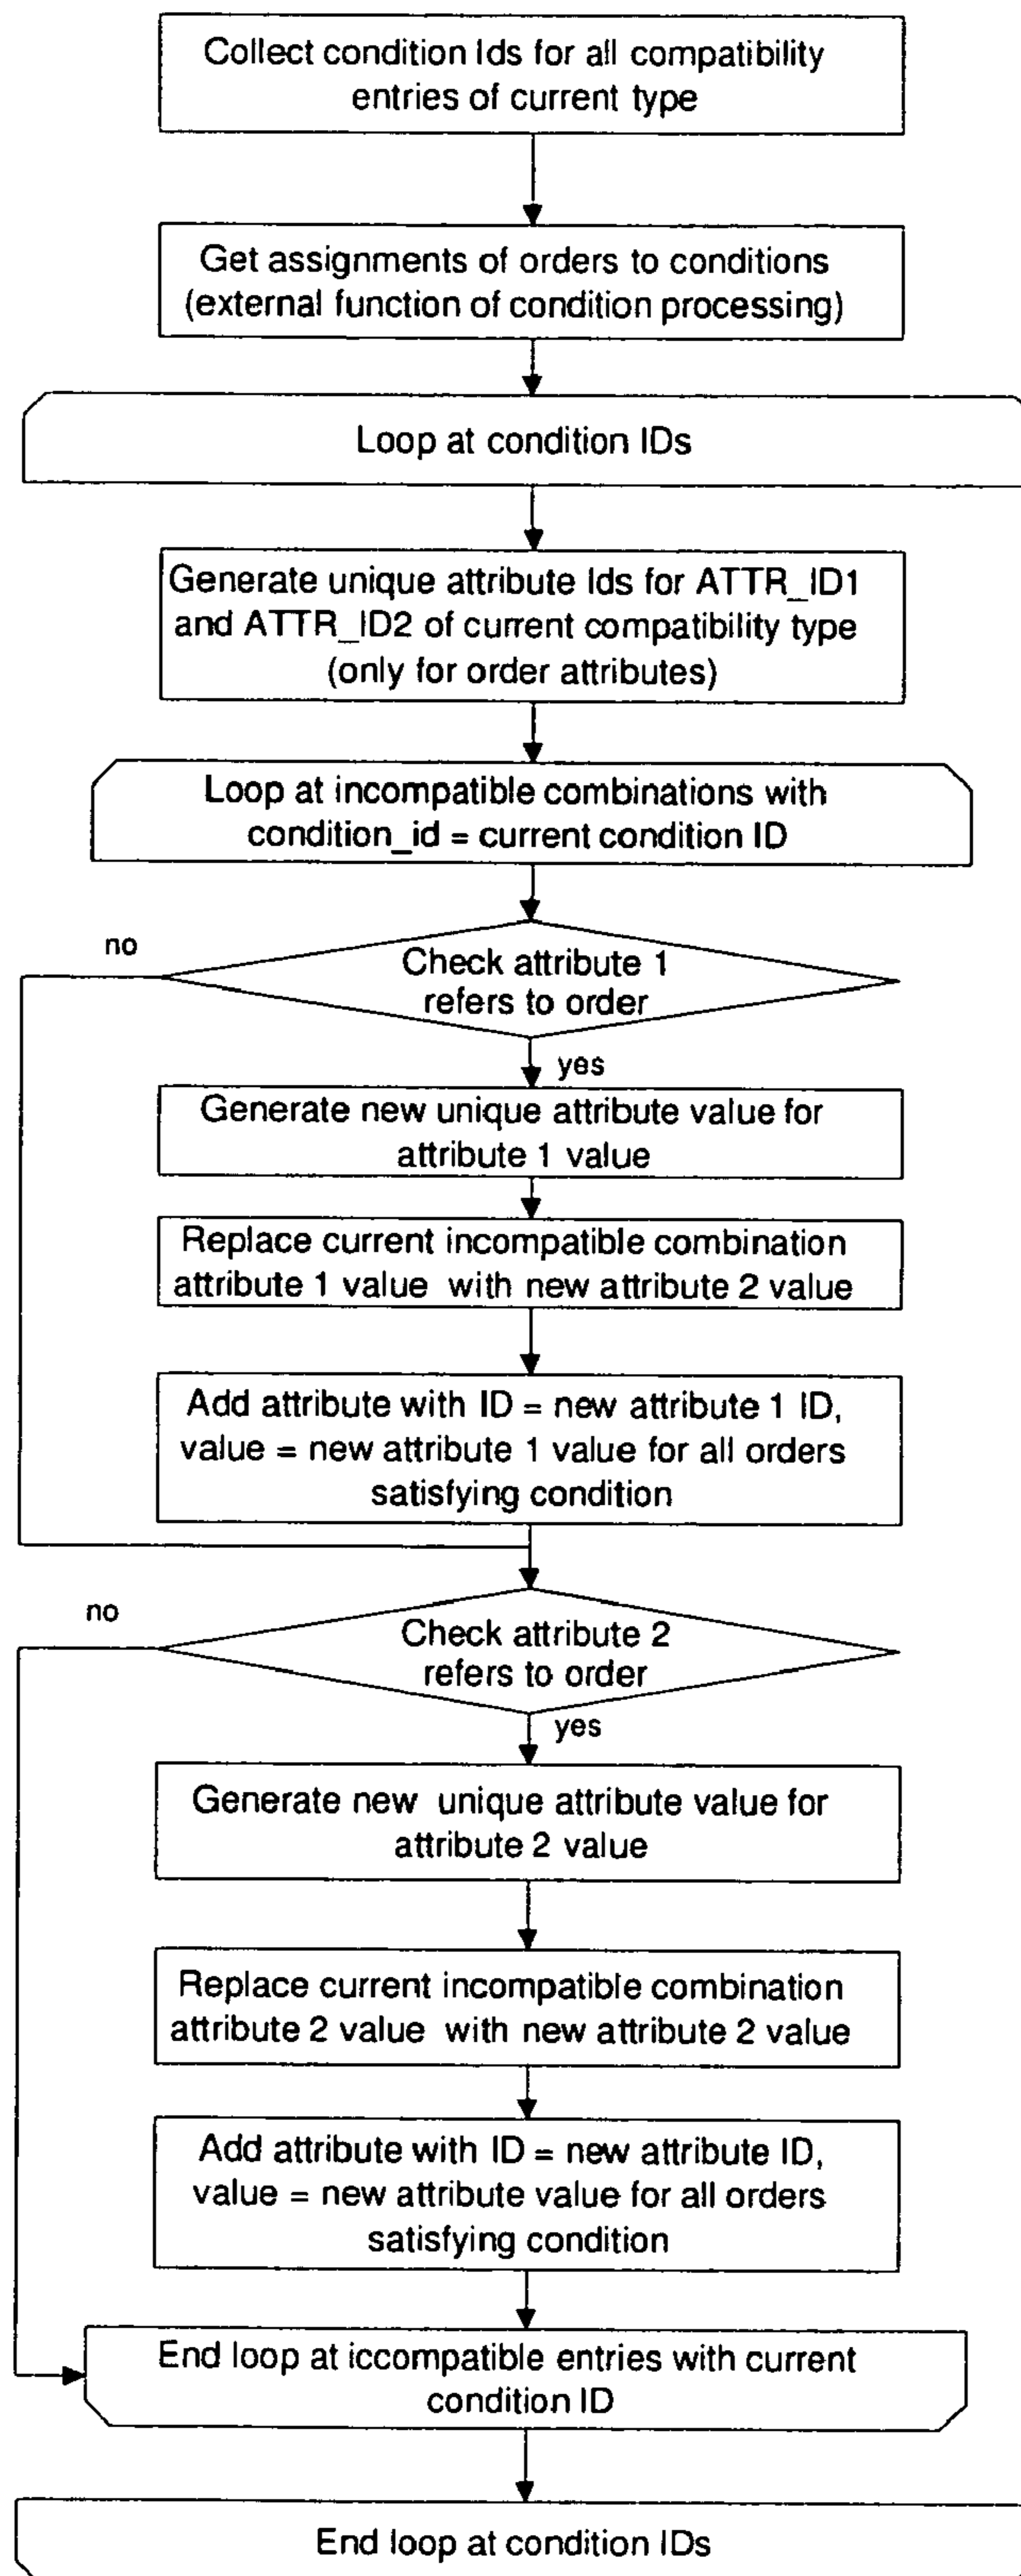 Collect condition Ids for all compatibility
entries of current type
Get assignments of orders to conditions
(external function of condition processing)
Loop at condition IDs
Generate unique attribute Ids for ATTR_ID1
and ATTR_ID2 of current compatibility type
(only for order attributes)
Loop at incompatible combinations with
condition_id = current condition ID
no
Check attribute 1
refers to order
yes
Generate new unique attribute value for
attribute 1 value
Replace current incompatible combination
attribute 1 value with new attribute 2 value
Add attribute with ID = new attribute 1 ID,
value = new attribute 1 value for all orders
satisfying condition
no
Check attribute 2
refers to order
yes
Generate new unique attribute value for
attribute 2 value
Replace current incompatible combination
attribute 2 value with new attribute 2 value
Add attribute with ID = new attribute ID,
value = new attribute value for all orders
satisfying condition
End loop at iccompatible entries with current
condition ID
End loop at condition IDs